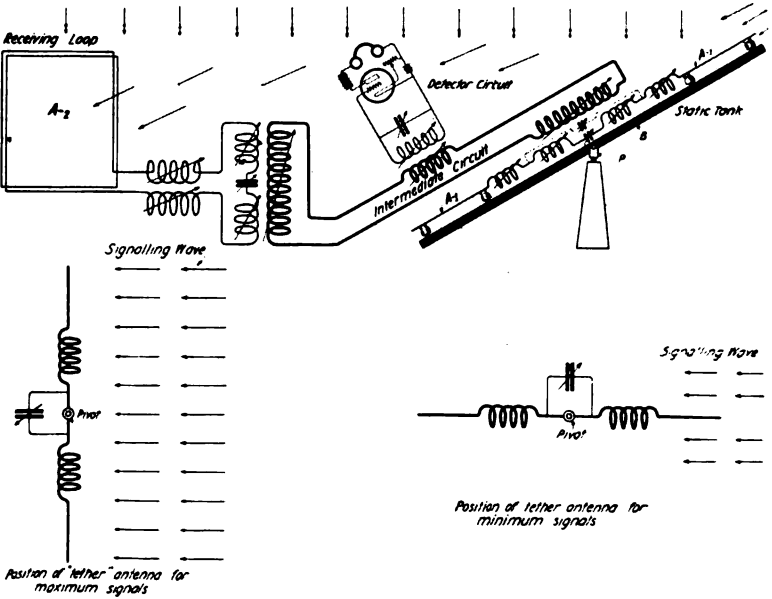 Receiving Loop
A-2
Detector Circuit
A-1
Static Tank
B
P
Intermediate Circuit
A-1
Signalling Wave
Pivot
Signalling Wave
Pivot
Position of tether antenna for
minimum signals
Position of "tether" antenna for
maximum signals